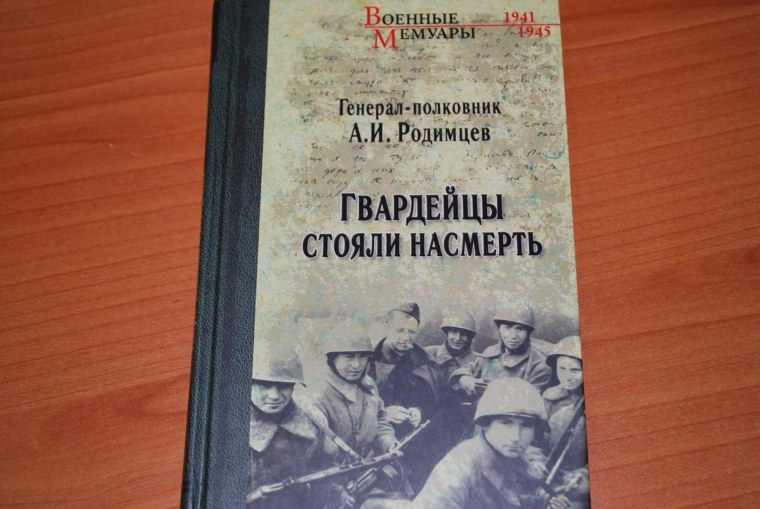 Военные 1941
Мемуары 1945
Генерал-полковник
А.И. Родимцев
Гвардейцы
стояли насмерть